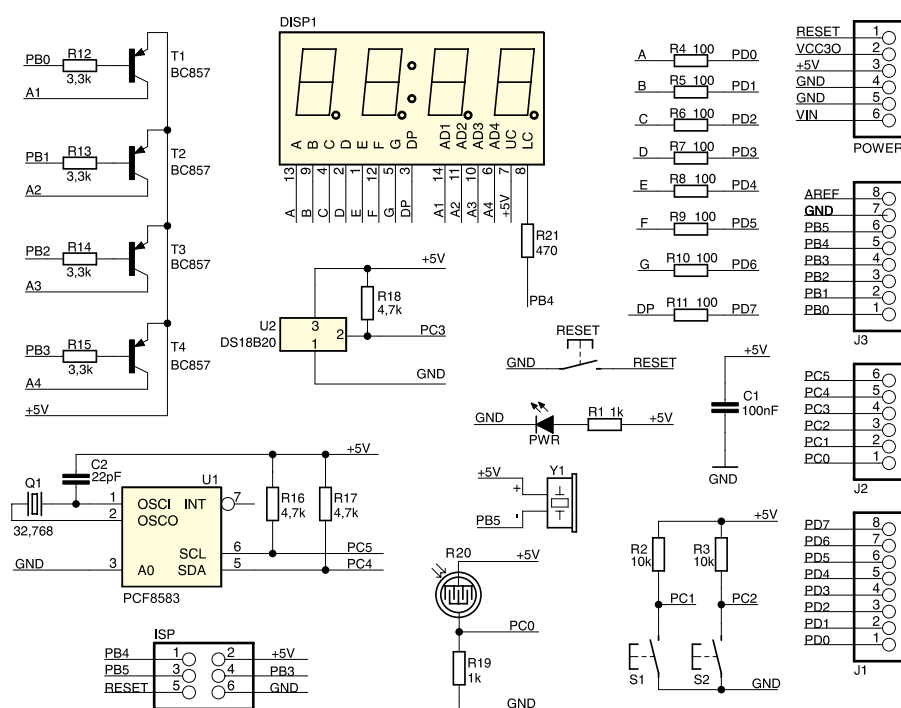 PB0
R12
3,3k
T1
BC857
A1
PB1
R13
3,3k
T2
BC857
A2
PB2
R14
3,3k
T3
BC857
A3
PB3
R15
3,3k
T4
BC857
A4
+5V
DISP1
A B C D E F G DP AD1 AD2 AD3 AD4 UC LC
13 9 4 2 1 12 5 3 14 11 10 6 7 8
A B C D E F G DP A1 A2 A3 A4 +5V
R21
470
PB4
A R4 100 PD0
B R5 100 PD1
C R6 100 PD2
D R7 100 PD3
E R8 100 PD4
F R9 100 PD5
G R10 100 PD6
DP R11 100 PD7
RESET 1
VCC3O 2
+5V 3
GND 4
GND 5
VIN 6
POWER
AREF 8
GND 7
PB5 6
PB4 5
PB3 4
PB2 3
PB1 2
PB0 1
J3
+5V
R18
4,7k
U2
DS18B20
3
2
1
PC3
GND
RESET
GND
RESET
GND
PWR
R1 1k
+5V
+5V
C1
100nF
GND
PC5 6
PC4 5
PC3 4
PC2 3
PC1 2
PC0 1
J2
Q1
32,768
C2
22pF
U1
1 OSCI INT 7
2 OSCO
SCL 6
3 A0 SDA 5
GND
PCF8583
+5V
R16
4,7k
R17
4,7k
PC5
PC4
+5V
Y1
+
-
PB5
R20
+5V
PC0
R19
1k
GND
+5V
R2
10k
R3
10k
PC1
PC2
S1
S2
GND
PD7 8
PD6 7
PD5 6
PD4 5
PD3 4
PD2 3
PD1 2
PD0 1
J1
ISP
PB4 1 2 +5V
PB5 3 4 PB3
RESET 5 6 GND